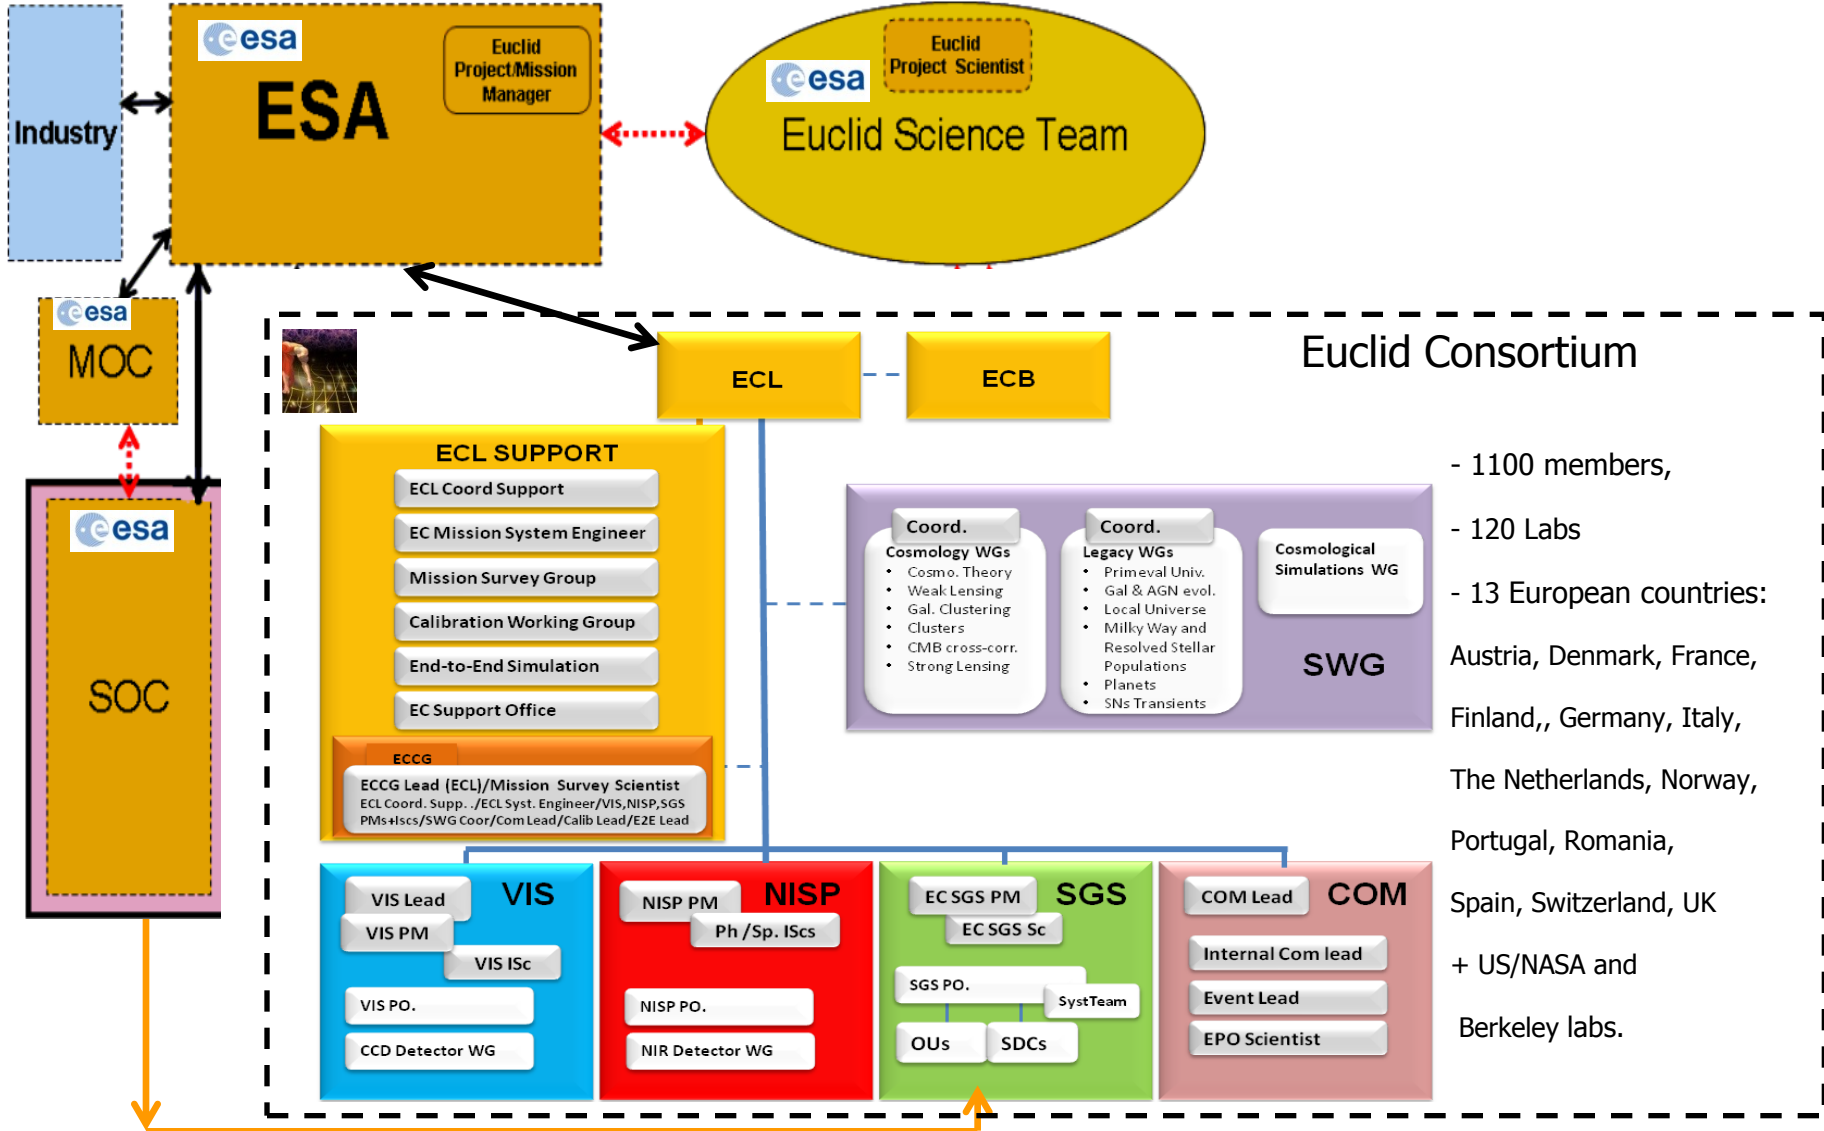 esa
Euclid
Project/Mission
Manager
ESA
Industry
Euclid
Project Scientist
esa
Euclid Science Team
esa
MOC
esa
SOC
Euclid Consortium
ECL
ECB
ECL SUPPORT
ECL Coord Support
EC Mission System Engineer
Mission Survey Group
Calibration Working Group
End-to-End Simulation
EC Support Office
ECCG
ECCG Lead (ECL)/Mission Survey Scientist
ECL Coord. Supp. ./ECL Syst. Engineer/VIS,NISP,SGS
PMs+Iscs/SWG Coor/Com Lead/Calib Lead/E2E Lead
Coord.
Cosmology WGs
• Cosmo. Theory
• Weak Lensing
• Gal. Clustering
• Clusters
• CMB cross-corr.
• Strong Lensing
Coord.
Legacy WGs
• Primeval Univ.
• Gal & AGN evol.
• Local Universe
• Milky Way and
Resolved Stellar
Populations
• Planets
• SNs Transients
Cosmological
Simulations WG
SWG
- 1100 members,
- 120 Labs
- 13 European countries:
Austria, Denmark, France,
Finland,, Germany, Italy,
The Netherlands, Norway,
Portugal, Romania,
Spain, Switzerland, UK
+ US/NASA and
Berkeley labs.
VIS
VIS Lead
VIS PM
VIS ISc
VIS PO.
CCD Detector WG
NISP
NISP PM
Ph /Sp. IScs
NISP PO.
NIR Detector WG
SGS
EC SGS PM
EC SGS Sc
SGS PO.
SystTeam
OUs
SDCs
COM
COM Lead
Internal Com lead
Event Lead
EPO Scientist